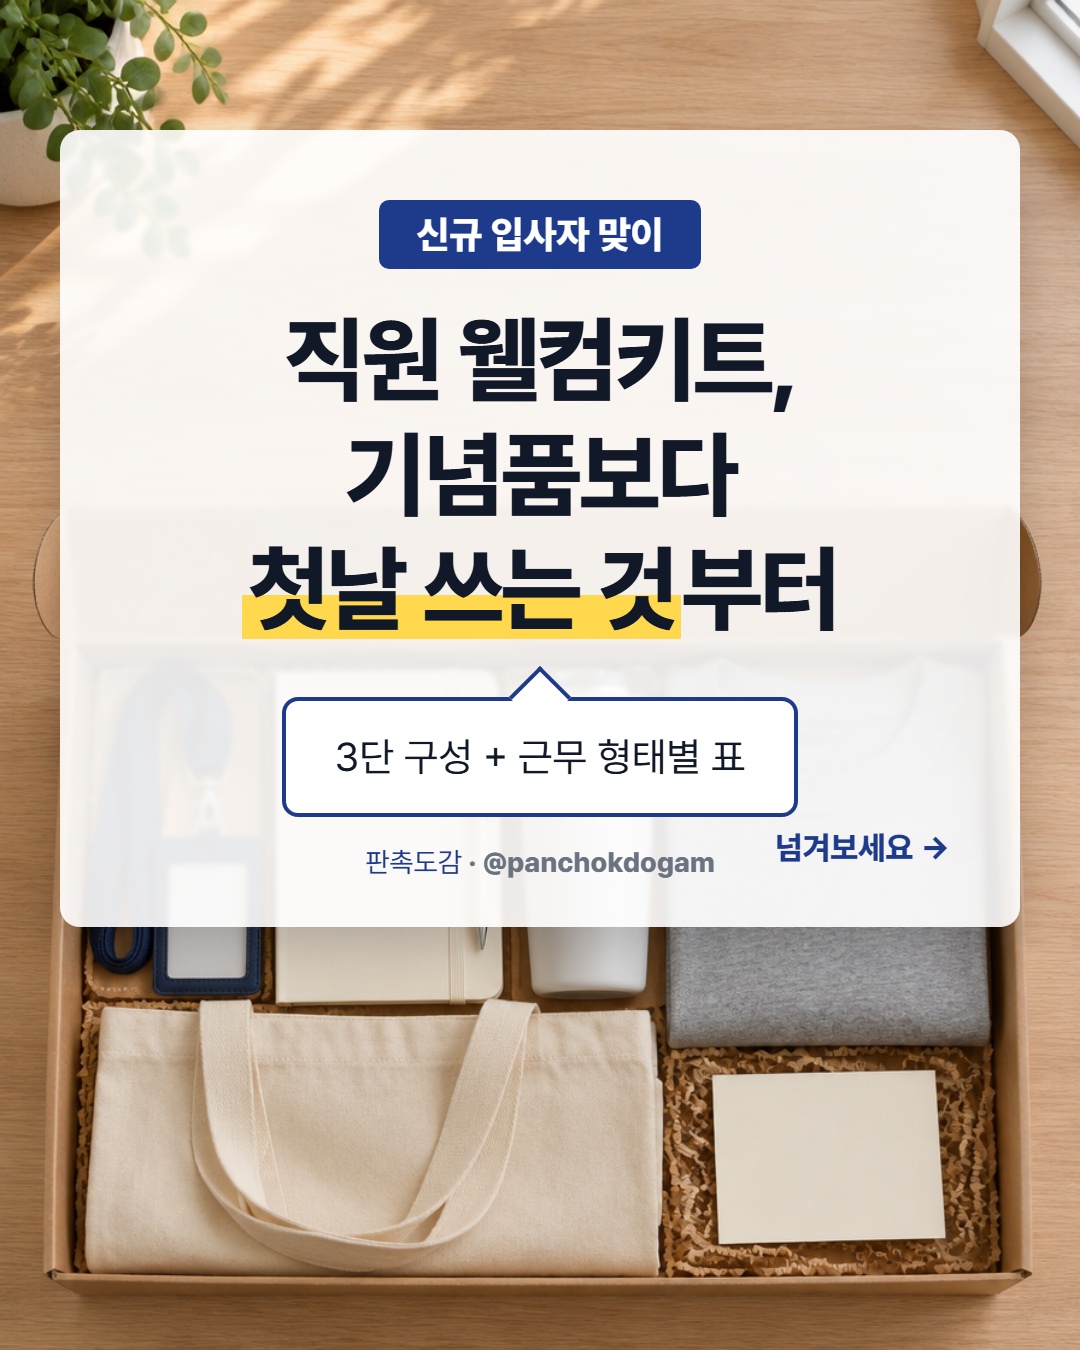 신규 입사자 맞이
직원 웰컴키트,
기념품보다
첫날 쓰는 것부터
3단 구성 + 근무 형태별 표
넘겨보세요 →
판촉도감 · @panchokdogam